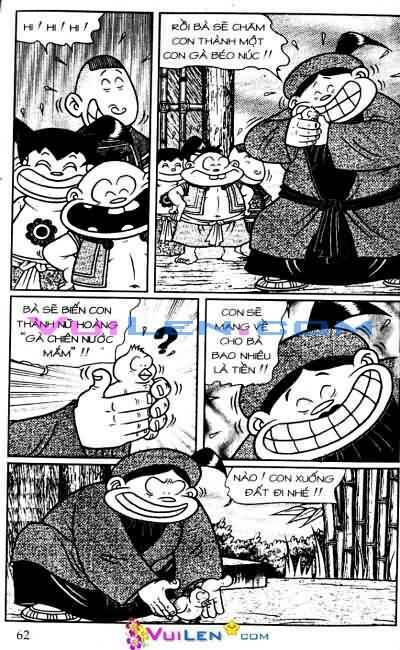 HI! HI! HI!
RỒI BÀ SẼ CHĂM
CON THÀNH MỘT
CON GÀ BÉO NÚC!!
BÀ SẼ BIẾN CON
THÀNH NỮ HOÀNG
"GÀ CHIÊN NƯỚC
MẮM"!!
?
CON SẼ
MANG VỀ
CHO BÀ
BAO NHIÊU
LÀ TIỀN!!
VUILEN.COM
NÀO! CON XUỐNG
ĐẤT ĐI NHÉ!!
62
VUILEN.COM